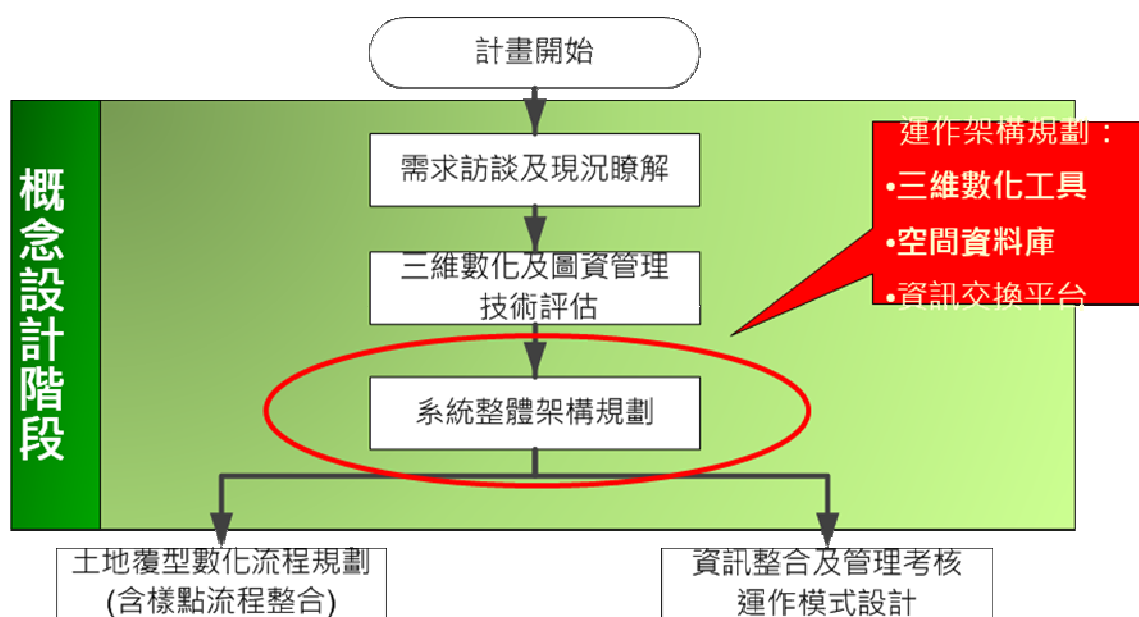 計畫開始
概念設計階段
需求訪談及現況瞭解
運作架構規劃：
•三維數化工具
•空間資料庫
•資訊交換平台
三維數化及圖資管理
技術評估
系統整體架構規劃
土地覆型數化流程規劃
(含樣點流程整合)
資訊整合及管理考核
運作模式設計